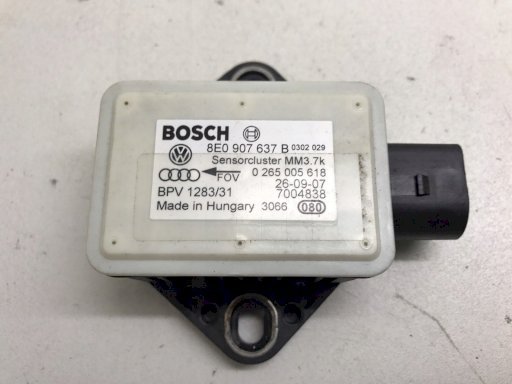 BOSCH
8E0 907 637 B 0302 029
Sensorcluster MM3.7k
FOV 0 265 005 618
26-09-07
BPV 1283/31 7004838
Made in Hungary 3066 080